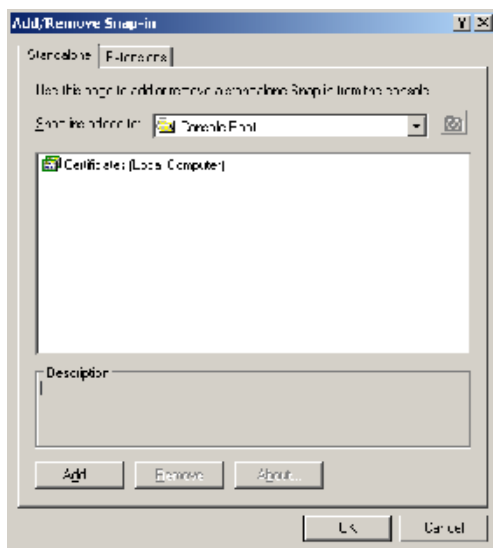 Add/Remove Snap-in
Standalone Extensions
Use this page to add or remove a standalone Snap-in from the console.
Snap-ins added to: Console Root
Certificates (Local Computer)
Description
Add... Remove About...
OK Cancel